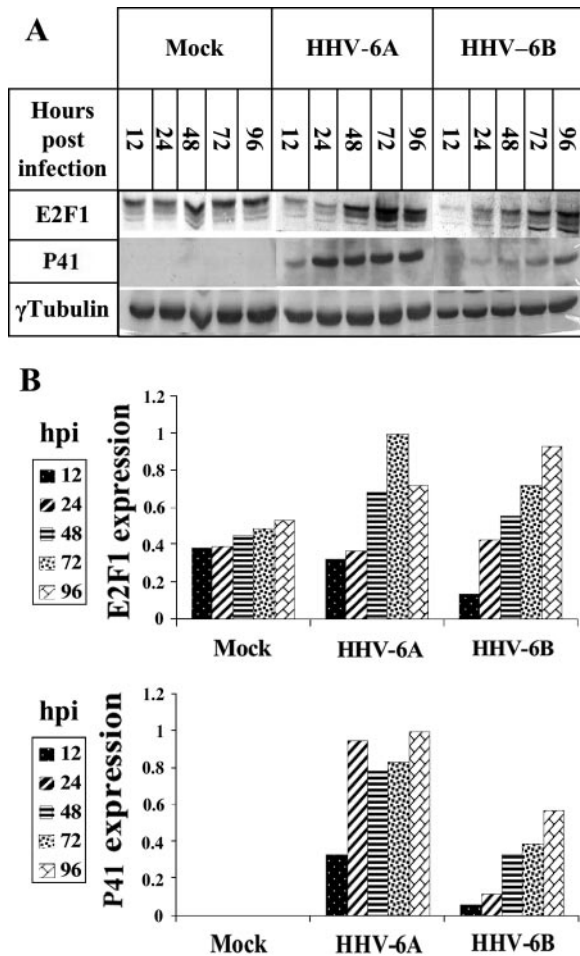 A
Mock HHV-6A HHV–6B
Hours
post
infection
12 24 48 72 96 12 24 48 72 96 12 24 48 72 96
E2F1
P41
γTubulin
B
hpi
12
24
48
72
96
E2F1 expression
1.2
1
0.8
0.6
0.4
0.2
0
Mock HHV-6A HHV-6B
hpi
12
24
48
72
96
P41 expression
1.2
1
0.8
0.6
0.4
0.2
0
Mock HHV-6A HHV-6B